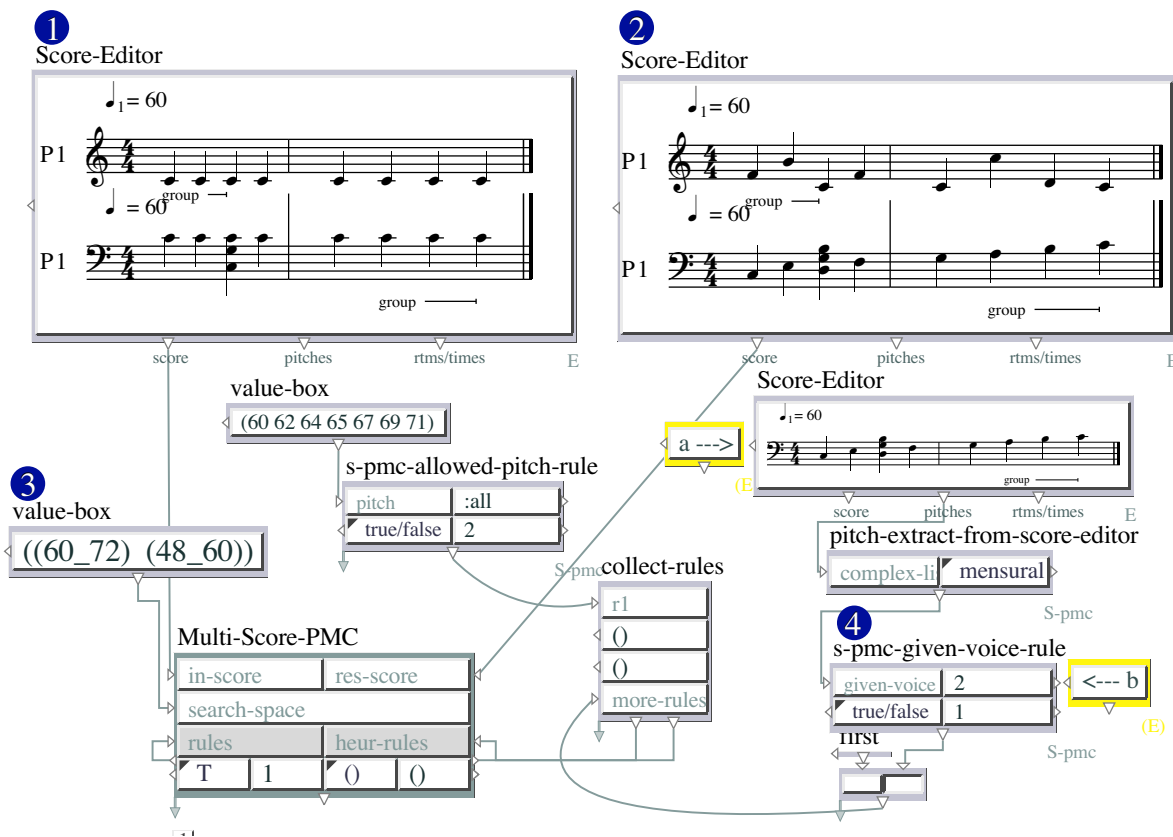 1
Score-Editor
1 = 60
P1
group
= 60
P1
group
score pitches rtms/times E
2
Score-Editor
1 = 60
P1
group
= 60
P1
group
score pitches rtms/times E
value-box
(60 62 64 65 67 69 71)
s-pmc-allowed-pitch-rule
pitch :all
true/false 2
S-pmc
3
value-box
((60_72) (48_60))
a --->
(E
Score-Editor
1 = 60
group
score pitches rtms/times E
pitch-extract-from-score-editor
complex-li mensural
S-pmc
collect-rules
r1
()
()
more-rules
4
s-pmc-given-voice-rule
given-voice 2
true/false 1
<--- b
(E)
S-pmc
first
Multi-Score-PMC
in-score res-score
search-space
rules heur-rules
T 1 () ()